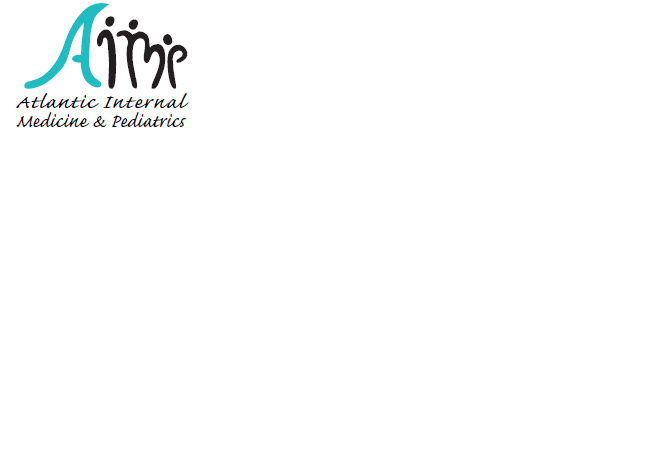 Aimp
Atlantic Internal
Medicine & Pediatrics